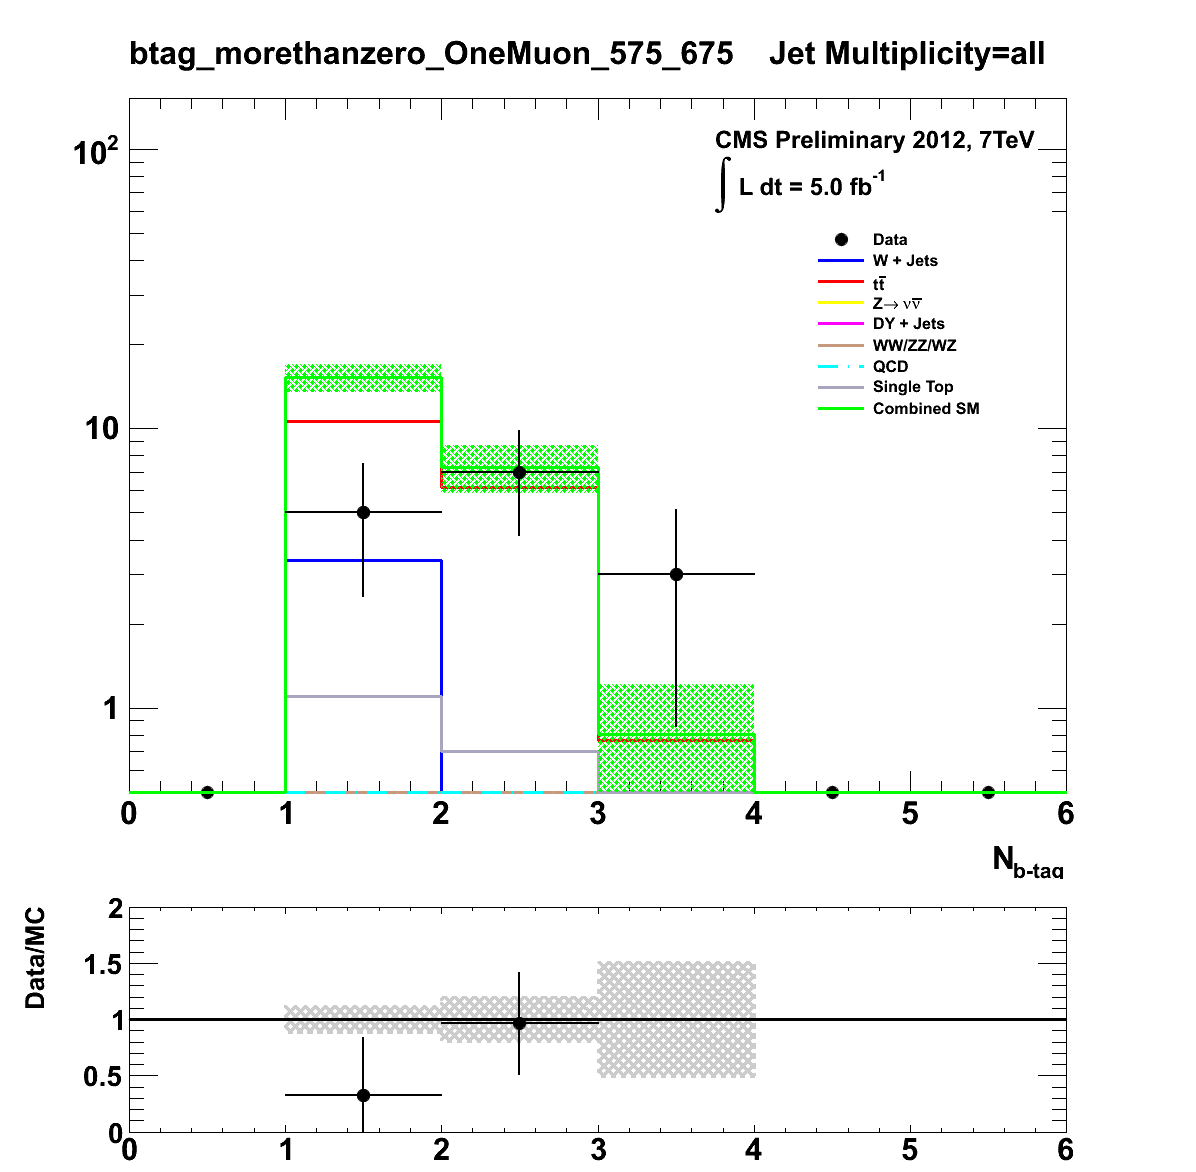 btag_morethanzero_OneMuon_575_675 Jet Multiplicity=all
CMS Preliminary 2012, 7TeV
∫ L dt = 5.0 fb⁻¹
10²
10
1
Data
W + Jets
tt̅
Z→ νν̅
DY + Jets
WW/ZZ/WZ
QCD
Single Top
Combined SM
0 1 2 3 4 5 6
N_b-tag
Data/MC
2
1.5
1
0.5
0
0 1 2 3 4 5 6